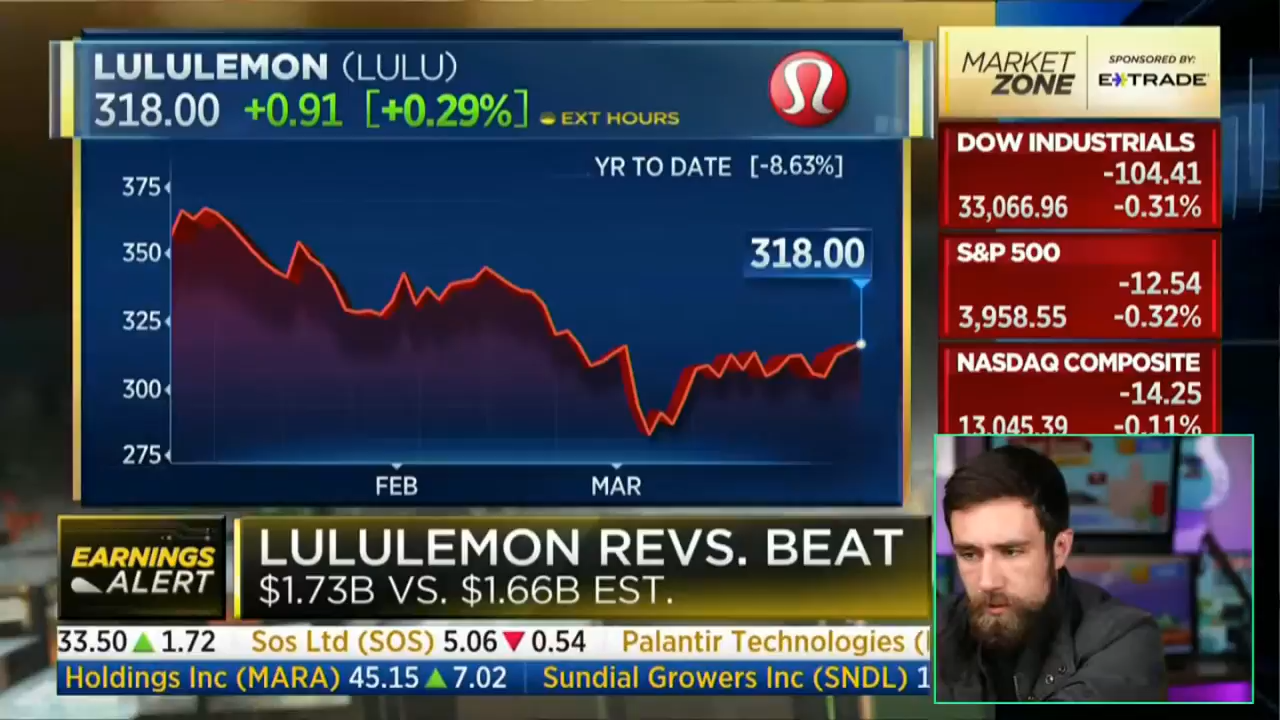 LULULEMON (LULU)
318.00 +0.91 [+0.29%] EXT HOURS
YR TO DATE [-8.63%]
375
350
325
300
275
318.00
FEB MAR
MARKET ZONE
SPONSORED BY:
E*TRADE
DOW INDUSTRIALS
-104.41
33,066.96 -0.31%
S&P 500
-12.54
3,958.55 -0.32%
NASDAQ COMPOSITE
-14.25
13,045.39 -0.11%
EARNINGS
ALERT
LULULEMON REVS. BEAT
$1.73B VS. $1.66B EST.
33.50 ▲ 1.72 Sos Ltd (SOS) 5.06 ▼ 0.54 Palantir Technologies (
Holdings Inc (MARA) 45.15 ▲ 7.02 Sundial Growers Inc (SNDL) 1